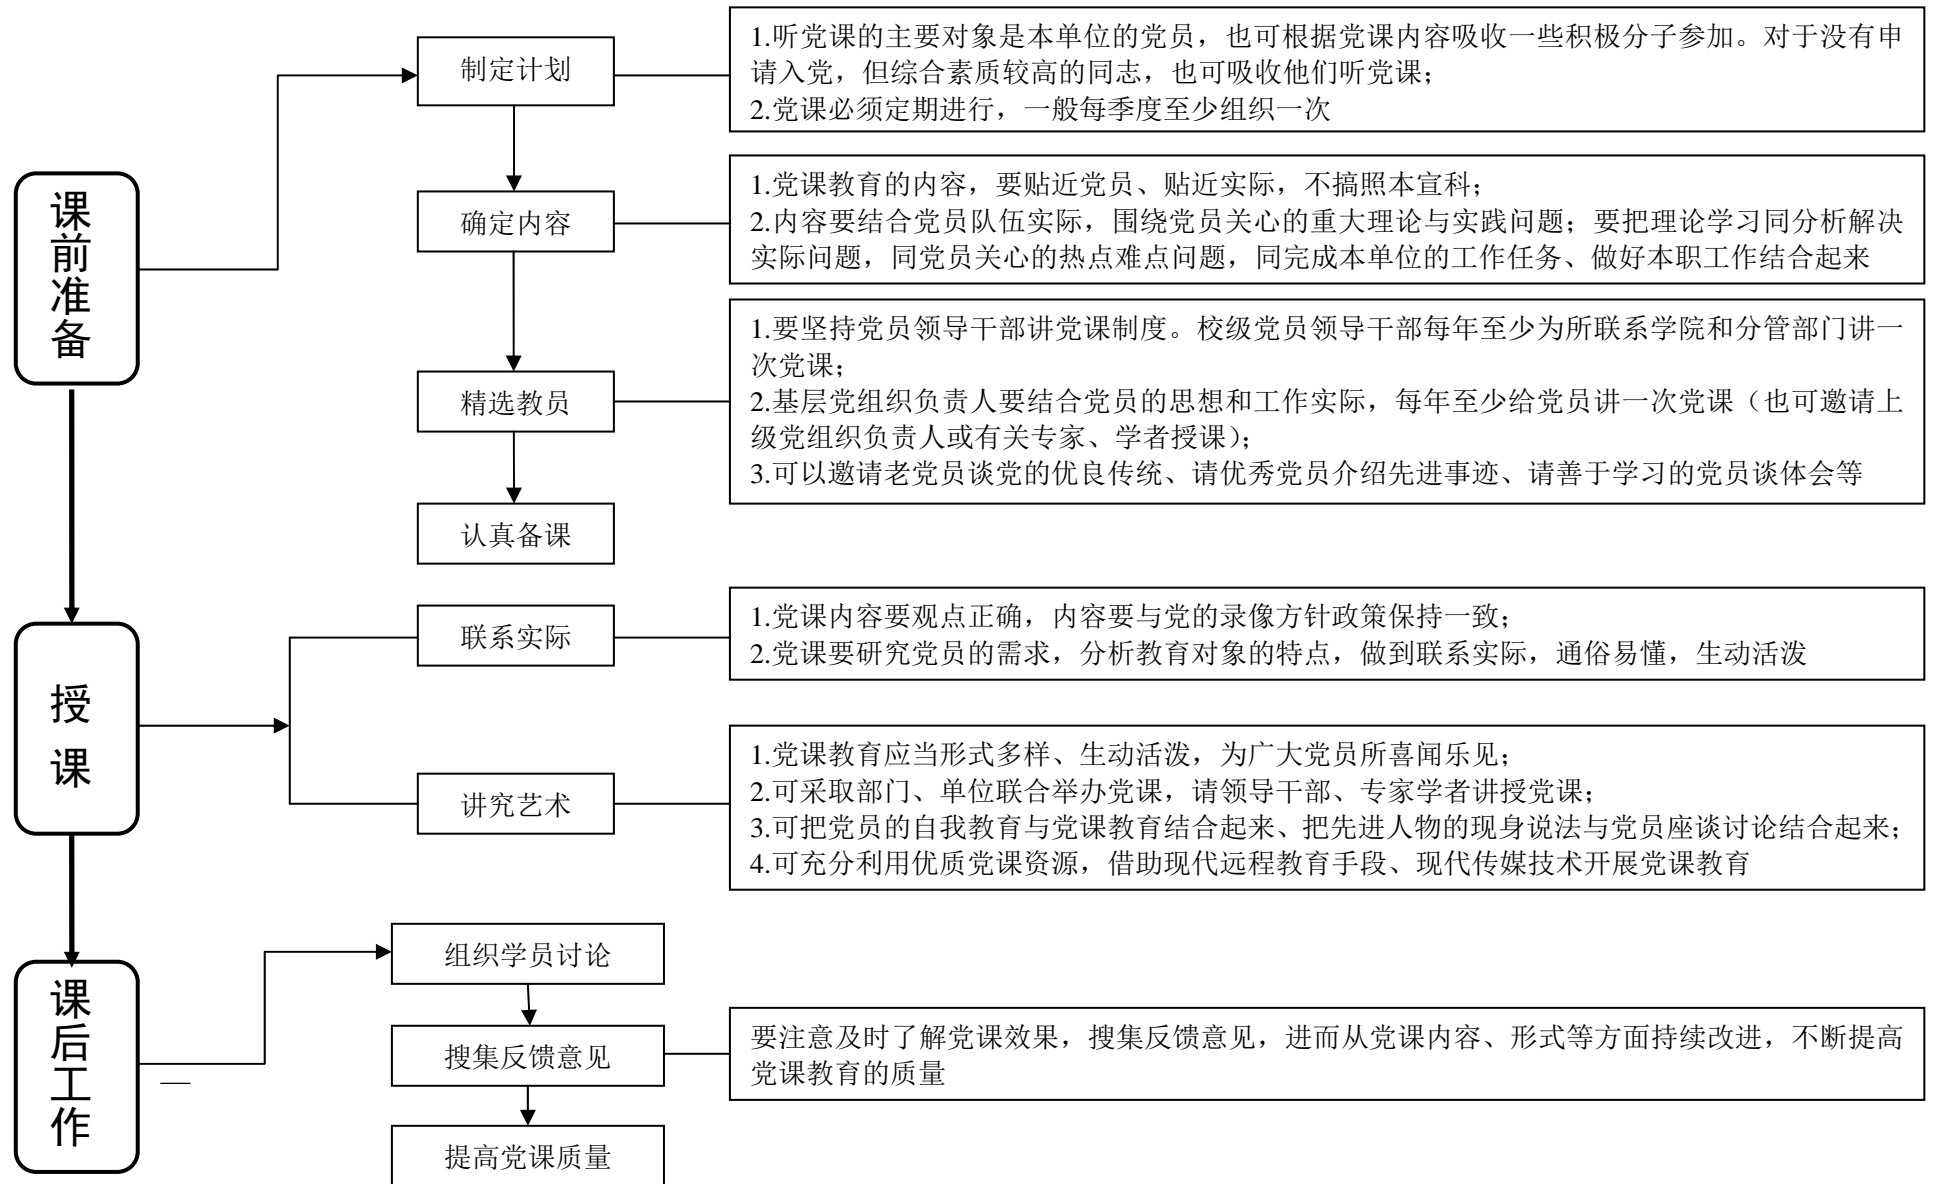 课前准备
制定计划
1.听党课的主要对象是本单位的党员，也可根据党课内容吸收一些积极分子参加。对于没有申
请入党，但综合素质较高的同志，也可吸收他们听党课；
2.党课必须定期进行，一般每季度至少组织一次
确定内容
1.党课教育的内容，要贴近党员、贴近实际，不搞照本宣科；
2.内容要结合党员队伍实际，围绕党员关心的重大理论与实践问题；要把理论学习同分析解决
实际问题，同党员关心的热点难点问题，同完成本单位的工作任务、做好本职工作结合起来
精选教员
1.要坚持党员领导干部讲党课制度。校级党员领导干部每年至少为所联系学院和分管部门讲一
次党课；
2.基层党组织负责人要结合党员的思想和工作实际，每年至少给党员讲一次党课（也可邀请上
级党组织负责人或有关专家、学者授课）；
3.可以邀请老党员谈党的优良传统、请优秀党员介绍先进事迹、请善于学习的党员谈体会等
认真备课
授课
联系实际
1.党课内容要观点正确，内容要与党的录像方针政策保持一致；
2.党课要研究党员的需求，分析教育对象的特点，做到联系实际，通俗易懂，生动活泼
讲究艺术
1.党课教育应当形式多样、生动活泼，为广大党员所喜闻乐见；
2.可采取部门、单位联合举办党课，请领导干部、专家学者讲授党课；
3.可把党员的自我教育与党课教育结合起来、把先进人物的现身说法与党员座谈讨论结合起来；
4.可充分利用优质党课资源，借助现代远程教育手段、现代传媒技术开展党课教育
课后工作
组织学员讨论
搜集反馈意见
要注意及时了解党课效果，搜集反馈意见，进而从党课内容、形式等方面持续改进，不断提高
党课教育的质量
提高党课质量